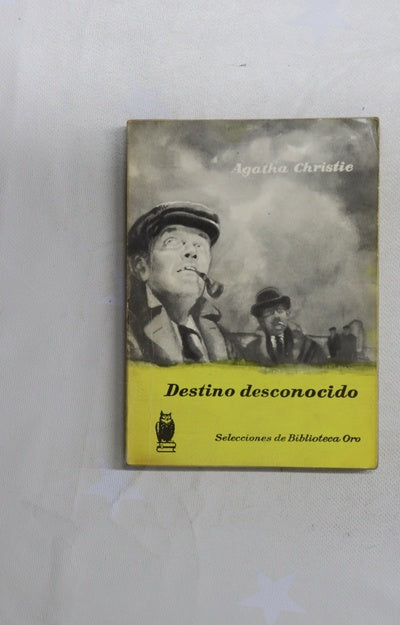 Agatha Christie
Destino desconocido
Selecciones de Biblioteca Oro